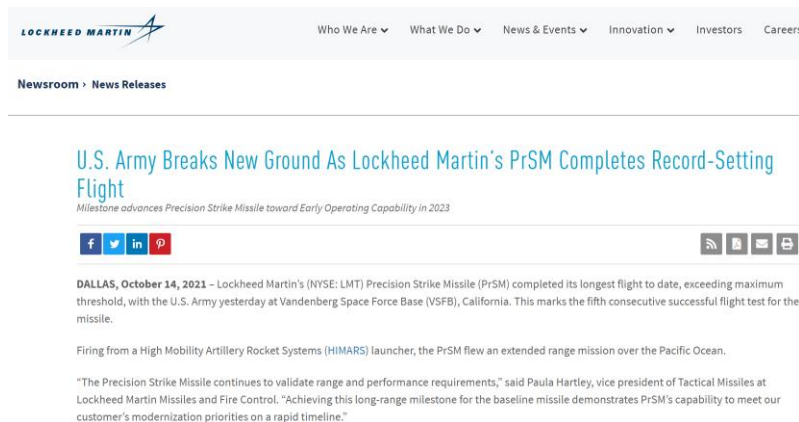 LOCKHEED MARTIN
Who We Are What We Do News & Events Innovation Investors Careers
Newsroom › News Releases
U.S. Army Breaks New Ground As Lockheed Martin's PrSM Completes Record-Setting
Flight
Milestone advances Precision Strike Missile toward Early Operating Capability in 2023
DALLAS, October 14, 2021 – Lockheed Martin's (NYSE: LMT) Precision Strike Missile (PrSM) completed its longest flight to date, exceeding maximum
threshold, with the U.S. Army yesterday at Vandenberg Space Force Base (VSFB), California. This marks the fifth consecutive successful flight test for the
missile.
Firing from a High Mobility Artillery Rocket Systems (HIMARS) launcher, the PrSM flew an extended range mission over the Pacific Ocean.
“The Precision Strike Missile continues to validate range and performance requirements,” said Paula Hartley, vice president of Tactical Missiles at
Lockheed Martin Missiles and Fire Control. “Achieving this long-range milestone for the baseline missile demonstrates PrSM's capability to meet our
customer's modernization priorities on a rapid timeline.”